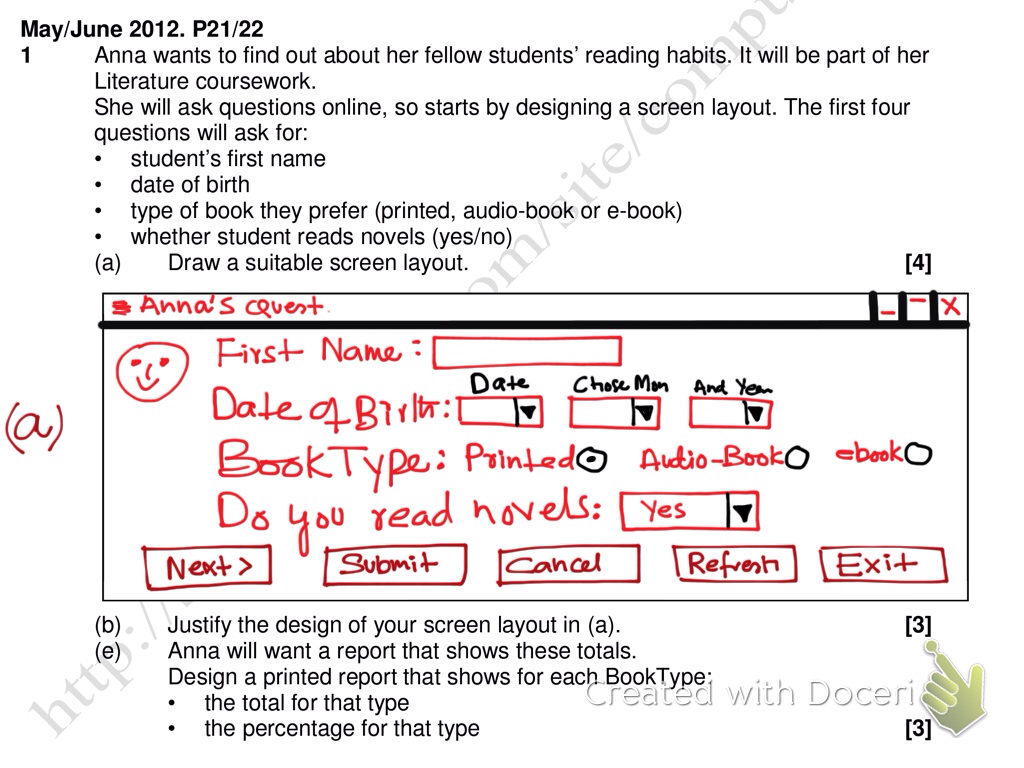 May/June 2012. P21/22
1 Anna wants to find out about her fellow students' reading habits. It will be part of her
Literature coursework.
She will ask questions online, so starts by designing a screen layout. The first four
questions will ask for:
• student's first name
• date of birth
• type of book they prefer (printed, audio-book or e-book)
• whether student reads novels (yes/no)
(a) Draw a suitable screen layout. [4]
Anna's Quest. - - X
First Name:
Date Chose Mon And Year
(a) Date of Birth:
Book Type: Printed Audio-Book ebook
Do you read novels: Yes
Next> Submit Cancel Refresh Exit
(b) Justify the design of your screen layout in (a). [3]
(e) Anna will want a report that shows these totals.
Design a printed report that shows for each BookType:
• the total for that type
• the percentage for that type [3]
Created with Doceri